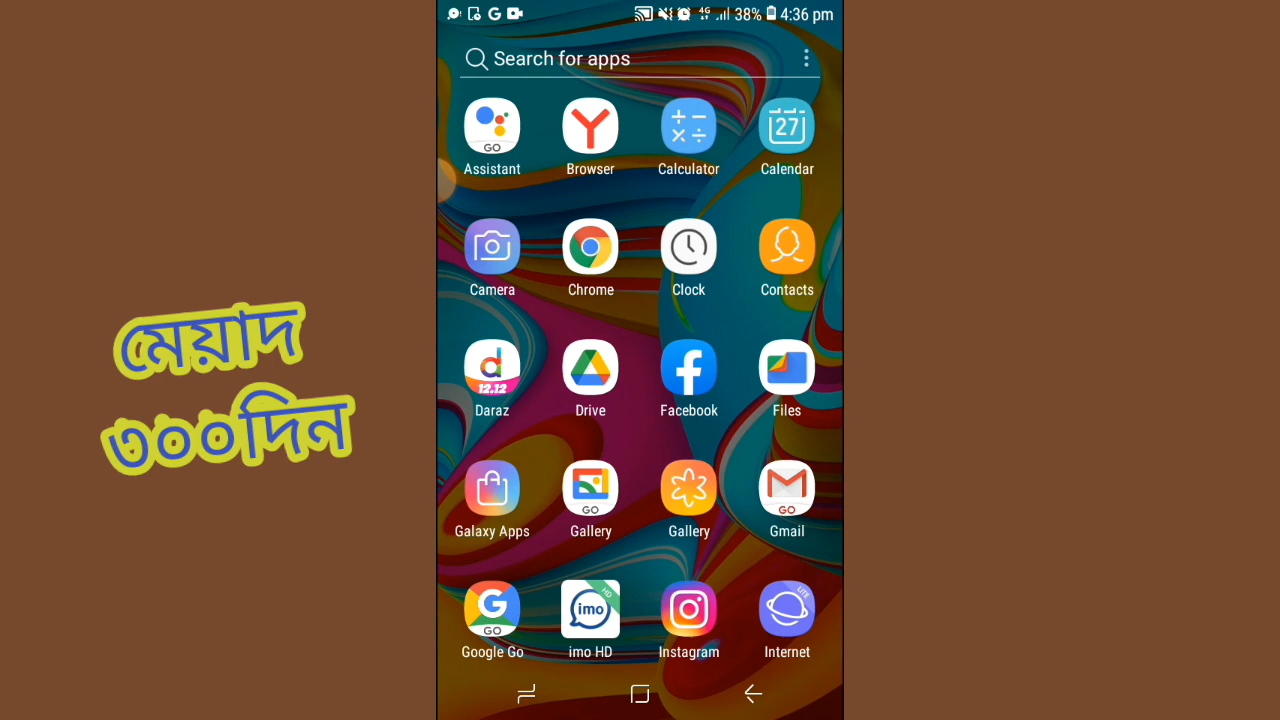 4G 38% 4:36 pm
Search for apps
GO
27
Assistant Browser Calculator Calendar
Camera Chrome Clock Contacts
d
12.12
Daraz Drive Facebook Files
GO GO
Galaxy Apps Gallery Gallery Gmail
G GO imo HD LITE
Google Go imo HD Instagram Internet
মেয়াদ
৩০০দিন